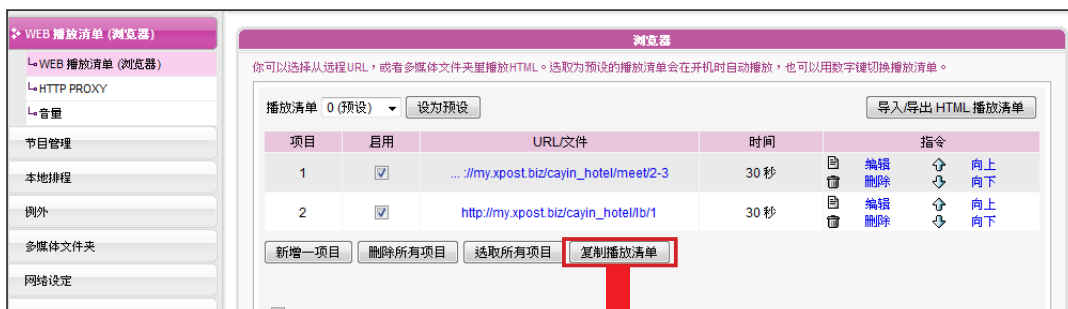 WEB 播放清单 (浏览器)
WEB 播放清单 (浏览器)
HTTP PROXY
音量
节目管理
本地排程
例外
多媒体文件夹
网络设定
浏览器
你可以选择从远程URL，或者多媒体文件夹里播放HTML。选取为预设的播放清单会在开机时自动播放，也可以用数字键切换播放清单。
播放清单 0 (预设) 设为预设 导入/导出 HTML 播放清单
项目 启用 URL/文件 时间 指令
1 ... ://my.xpost.biz/cayin_hotel/meet/2-3 30 秒 编辑 向上
删除 向下
2 http://my.xpost.biz/cayin_hotel/lb/1 30 秒 编辑 向上
删除 向下
新增一项目 删除所有项目 选取所有项目 复制播放清单